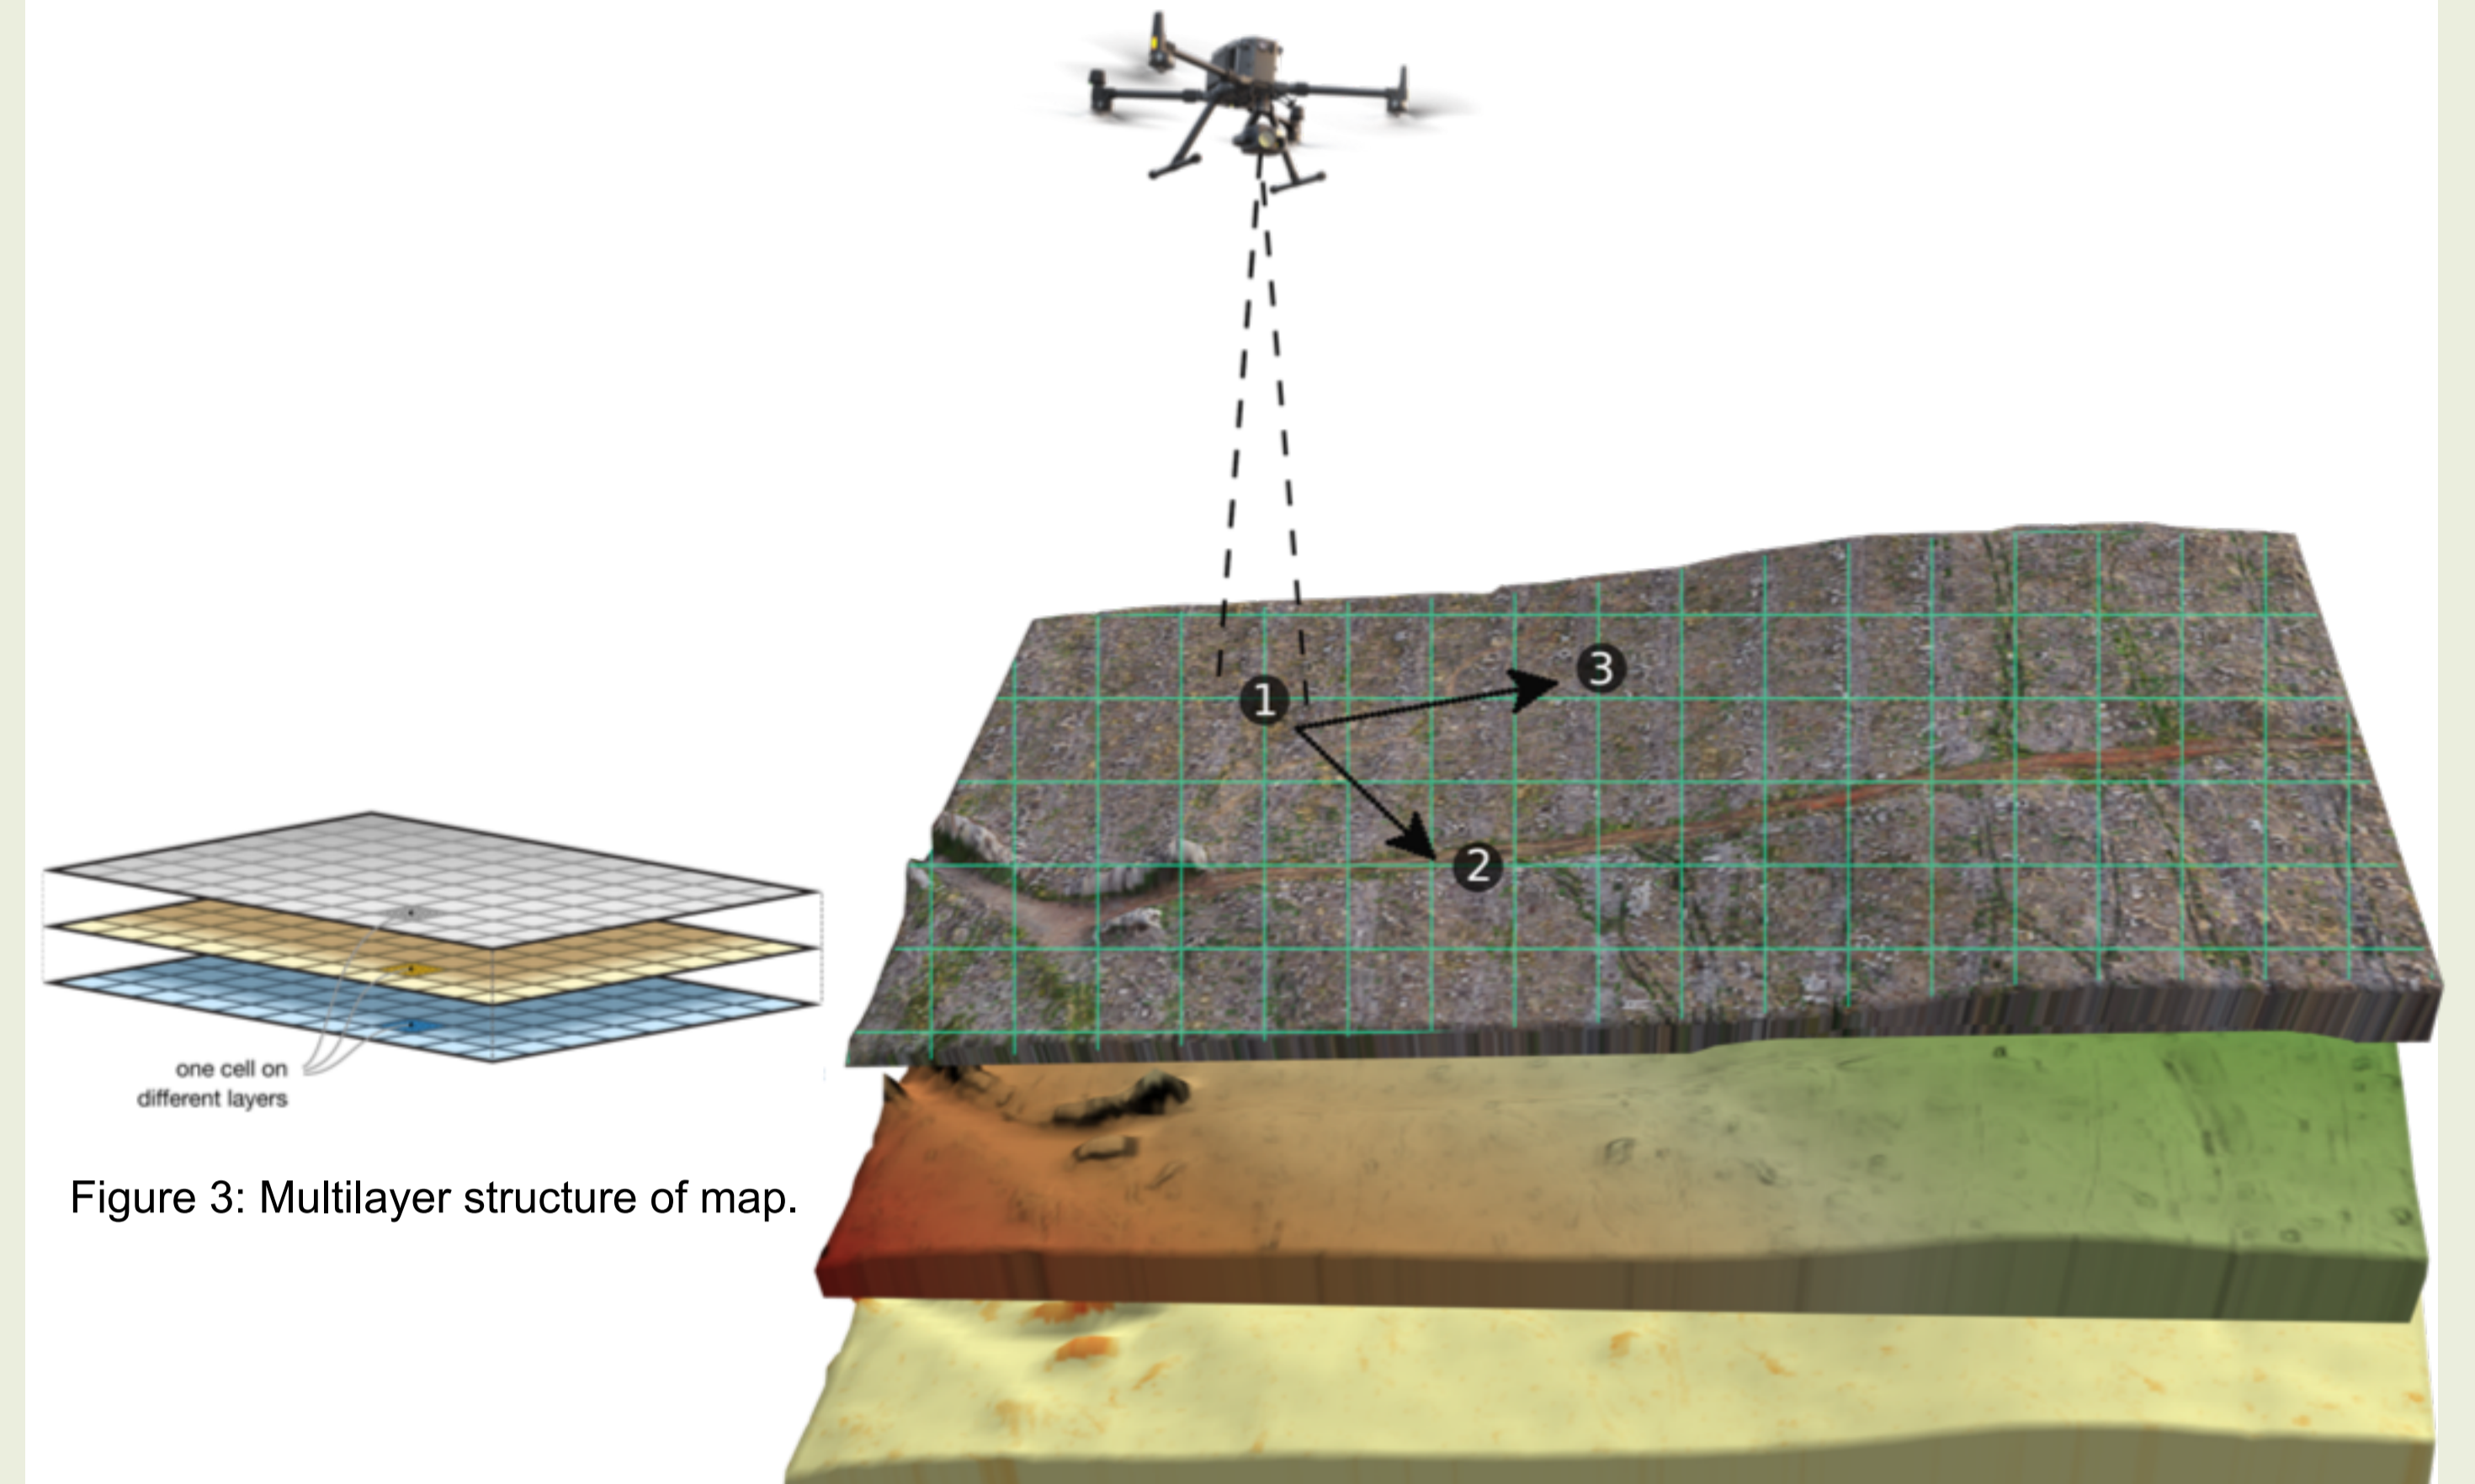 1
3
2
one cell on
different layers
Figure 3: Multilayer structure of map.